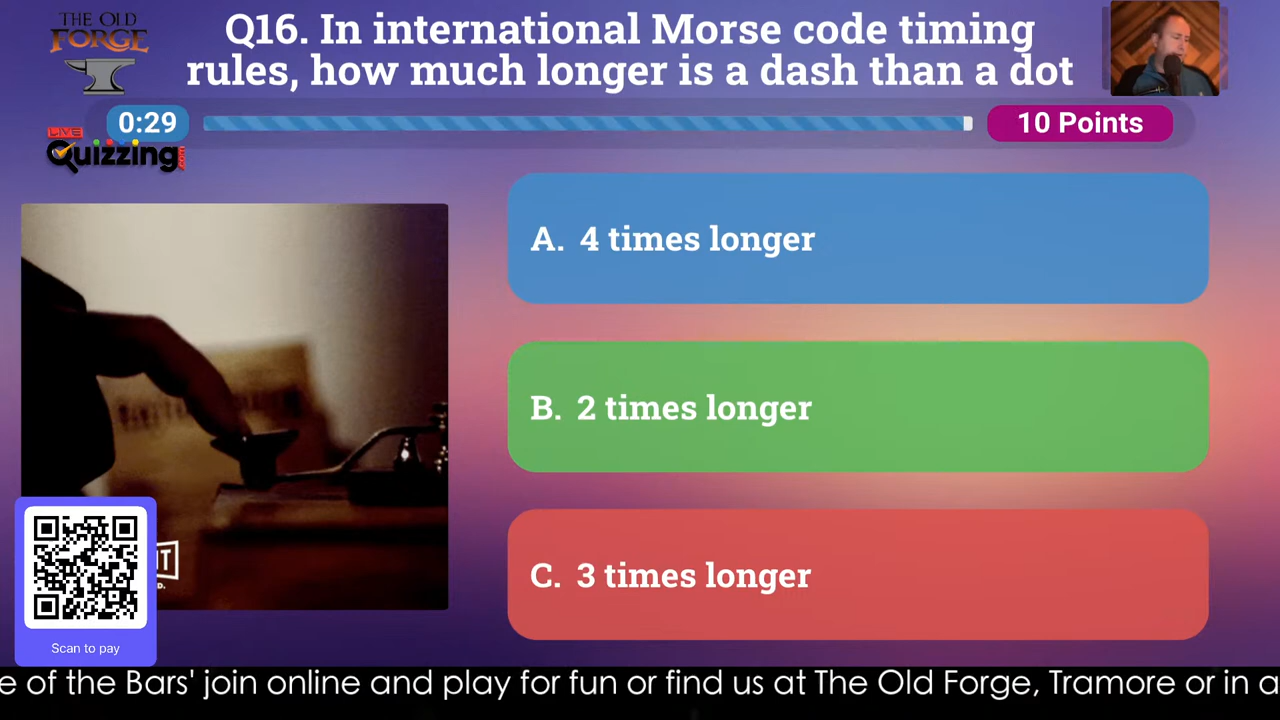 THE OLD
FORGE
Q16. In international Morse code timing
rules, how much longer is a dash than a dot
0:29
10 Points
LIVE
Quizzing
A. 4 times longer
B. 2 times longer
C. 3 times longer
Scan to pay
e of the Bars' join online and play for fun or find us at The Old Forge, Tramore or in a